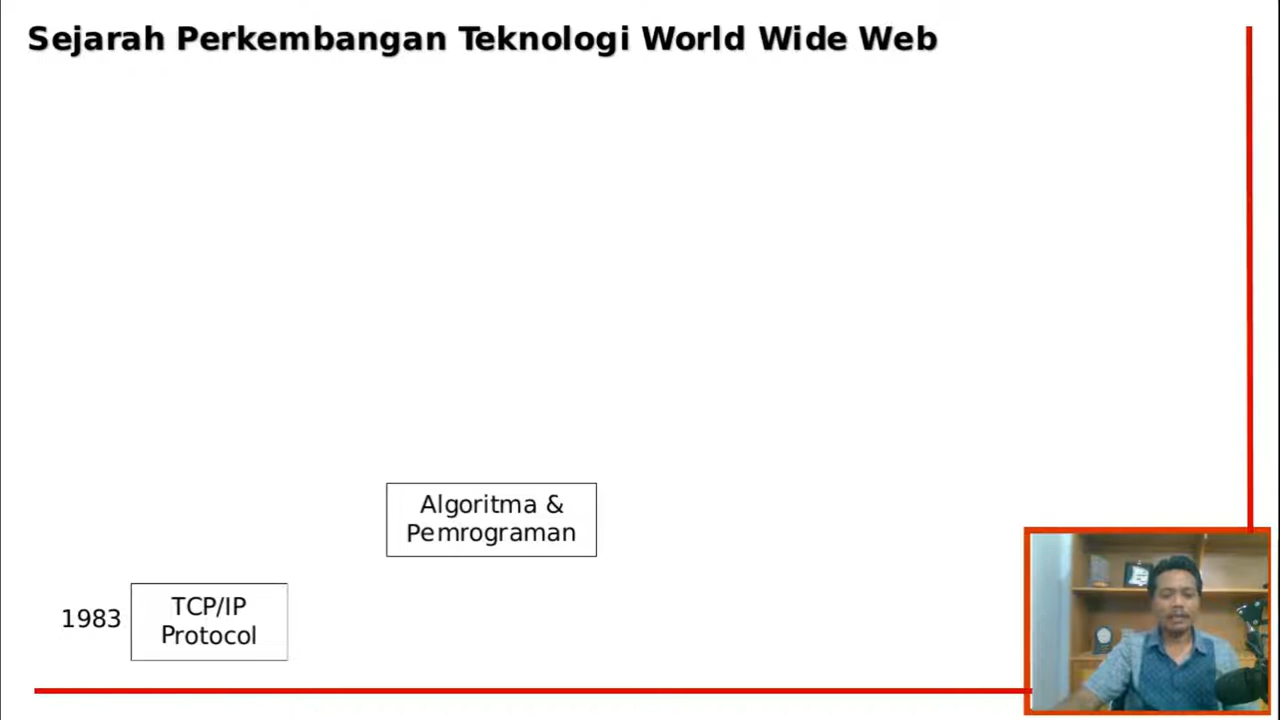 Sejarah Perkembangan Teknologi World Wide Web
Algoritma &
Pemrograman
1983
TCP/IP
Protocol